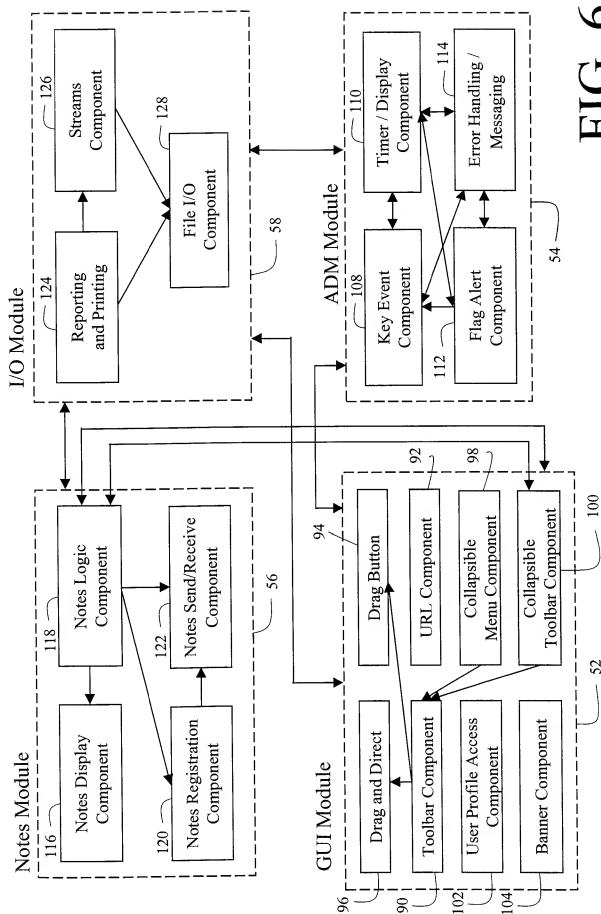 Notes Module
116
Notes Display
Component
118
Notes Logic
Component
120
Notes Registration
Component
122
Notes Send/Receive
Component
56
I/O Module
124
Reporting
and Printing
126
Streams
Component
128
File I/O
Component
58
GUI Module
96
Drag and Direct
94
Drag Button
90
Toolbar Component
URL Component
92
102
User Profile Access
Component
Collapsible
Menu Component
98
104
Banner Component
Collapsible
Toolbar Component
100
52
ADM Module
108
Key Event
Component
110
Timer / Display
Component
112
Flag Alert
Component
114
Error Handling /
Messaging
54
FIG. 6